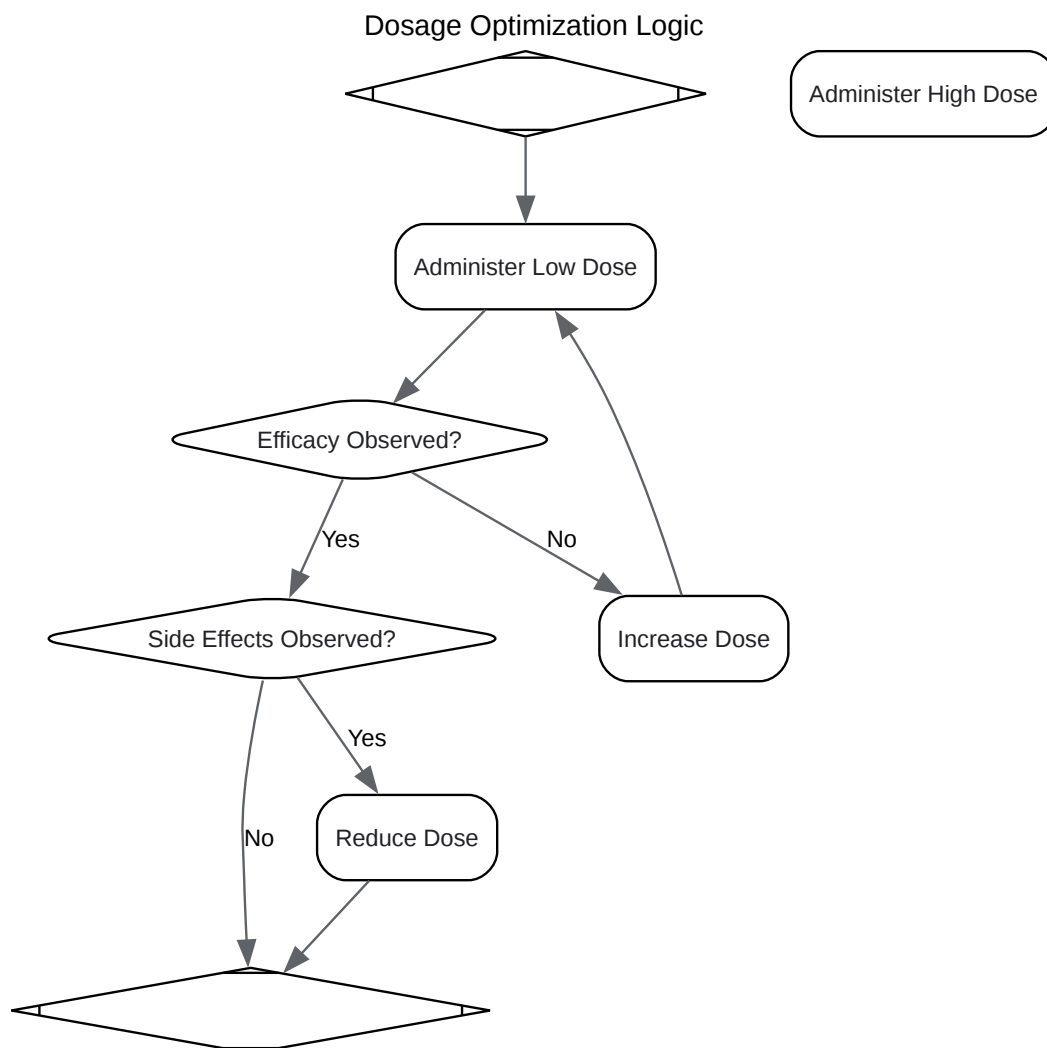 Dosage Optimization Logic
Administer High Dose
Administer Low Dose
Efficacy Observed?
Yes
No
Side Effects Observed?
Increase Dose
Yes
No
Reduce Dose